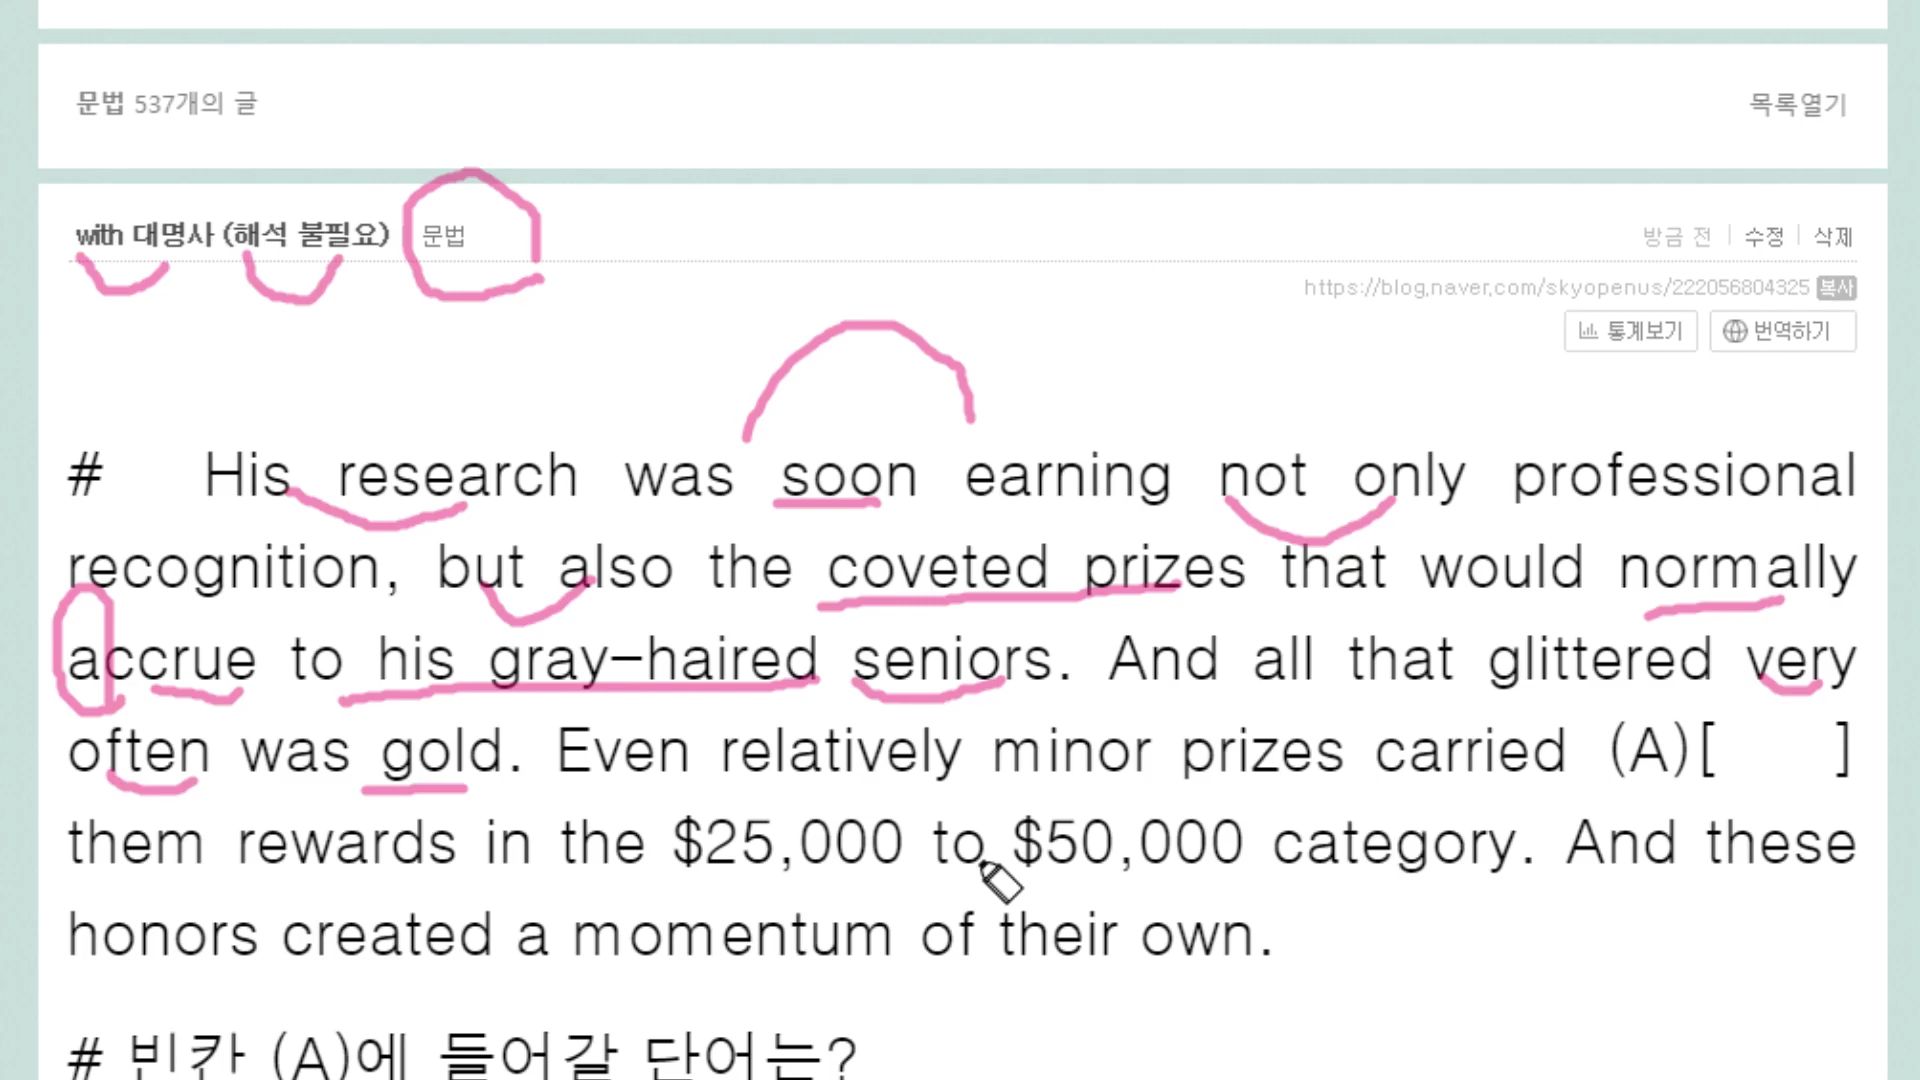 문법 537개의 글
목록열기
with 대명사 (해석 불필요) 문법
방금 전 수정 삭제
https://blog.naver.com/skyopenus/222056804325 복사
통계보기 번역하기
# His research was soon earning not only professional
recognition, but also the coveted prizes that would normally
accrue to his gray-haired seniors. And all that glittered very
often was gold. Even relatively minor prizes carried (A)[ ]
them rewards in the $25,000 to $50,000 category. And these
honors created a momentum of their own.
# 빈칸 (A)에 들어갈 단어는?